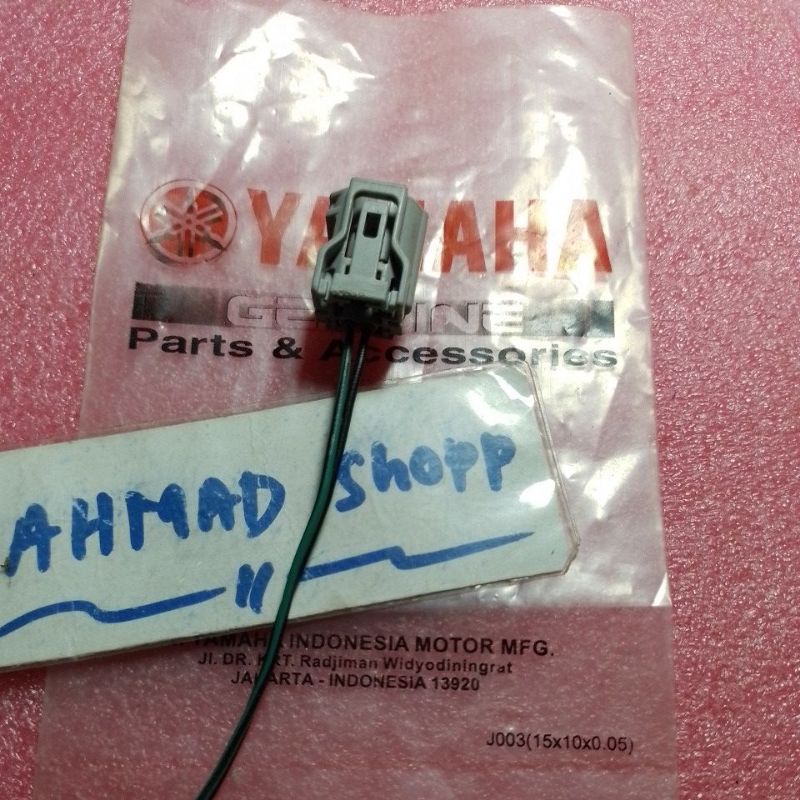 YAMAHA
GENUINE
Parts & Accessories
AHMAD Shopp
YAMAHA INDONESIA MOTOR MFG.
Jl. DR. KRT. Radjiman Widyodiningrat
JAKARTA - INDONESIA 13920
J003(15x10x0.05)